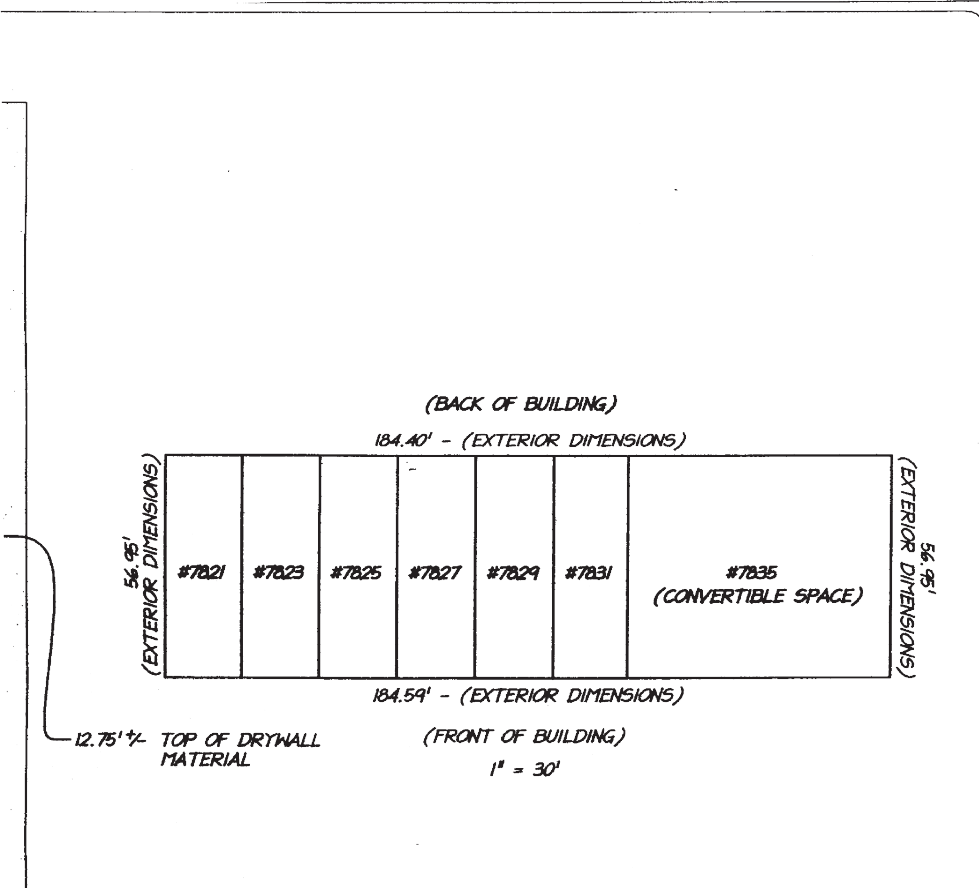 (BACK OF BUILDING)
184.40' - (EXTERIOR DIMENSIONS)
56.95'
(EXTERIOR DIMENSIONS)
#7821
#7823
#7825
#7827
#7829
#7831
#7835
(CONVERTIBLE SPACE)
(EXTERIOR DIMENSIONS)
56.95'
184.59' - (EXTERIOR DIMENSIONS)
12.75' +/- TOP OF DRYWALL
MATERIAL
(FRONT OF BUILDING)
1" = 30'